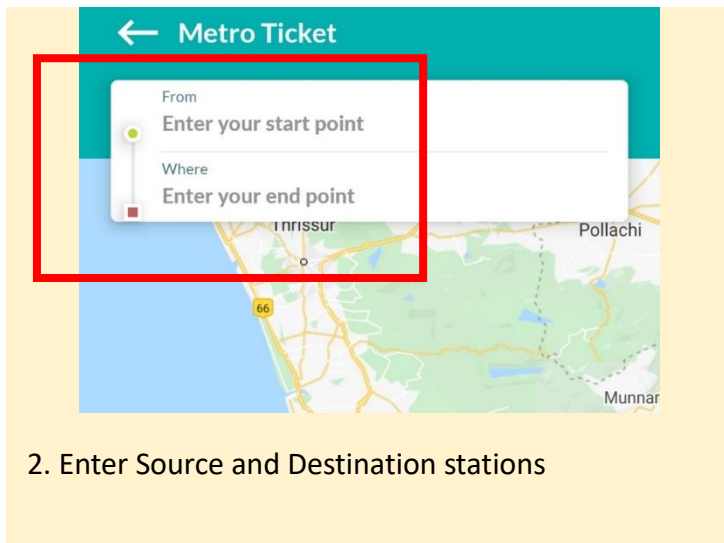 Metro Ticket
From
Enter your start point
Where
Enter your end point
Thrissur
Pollachi
66
Munnar
2. Enter Source and Destination stations